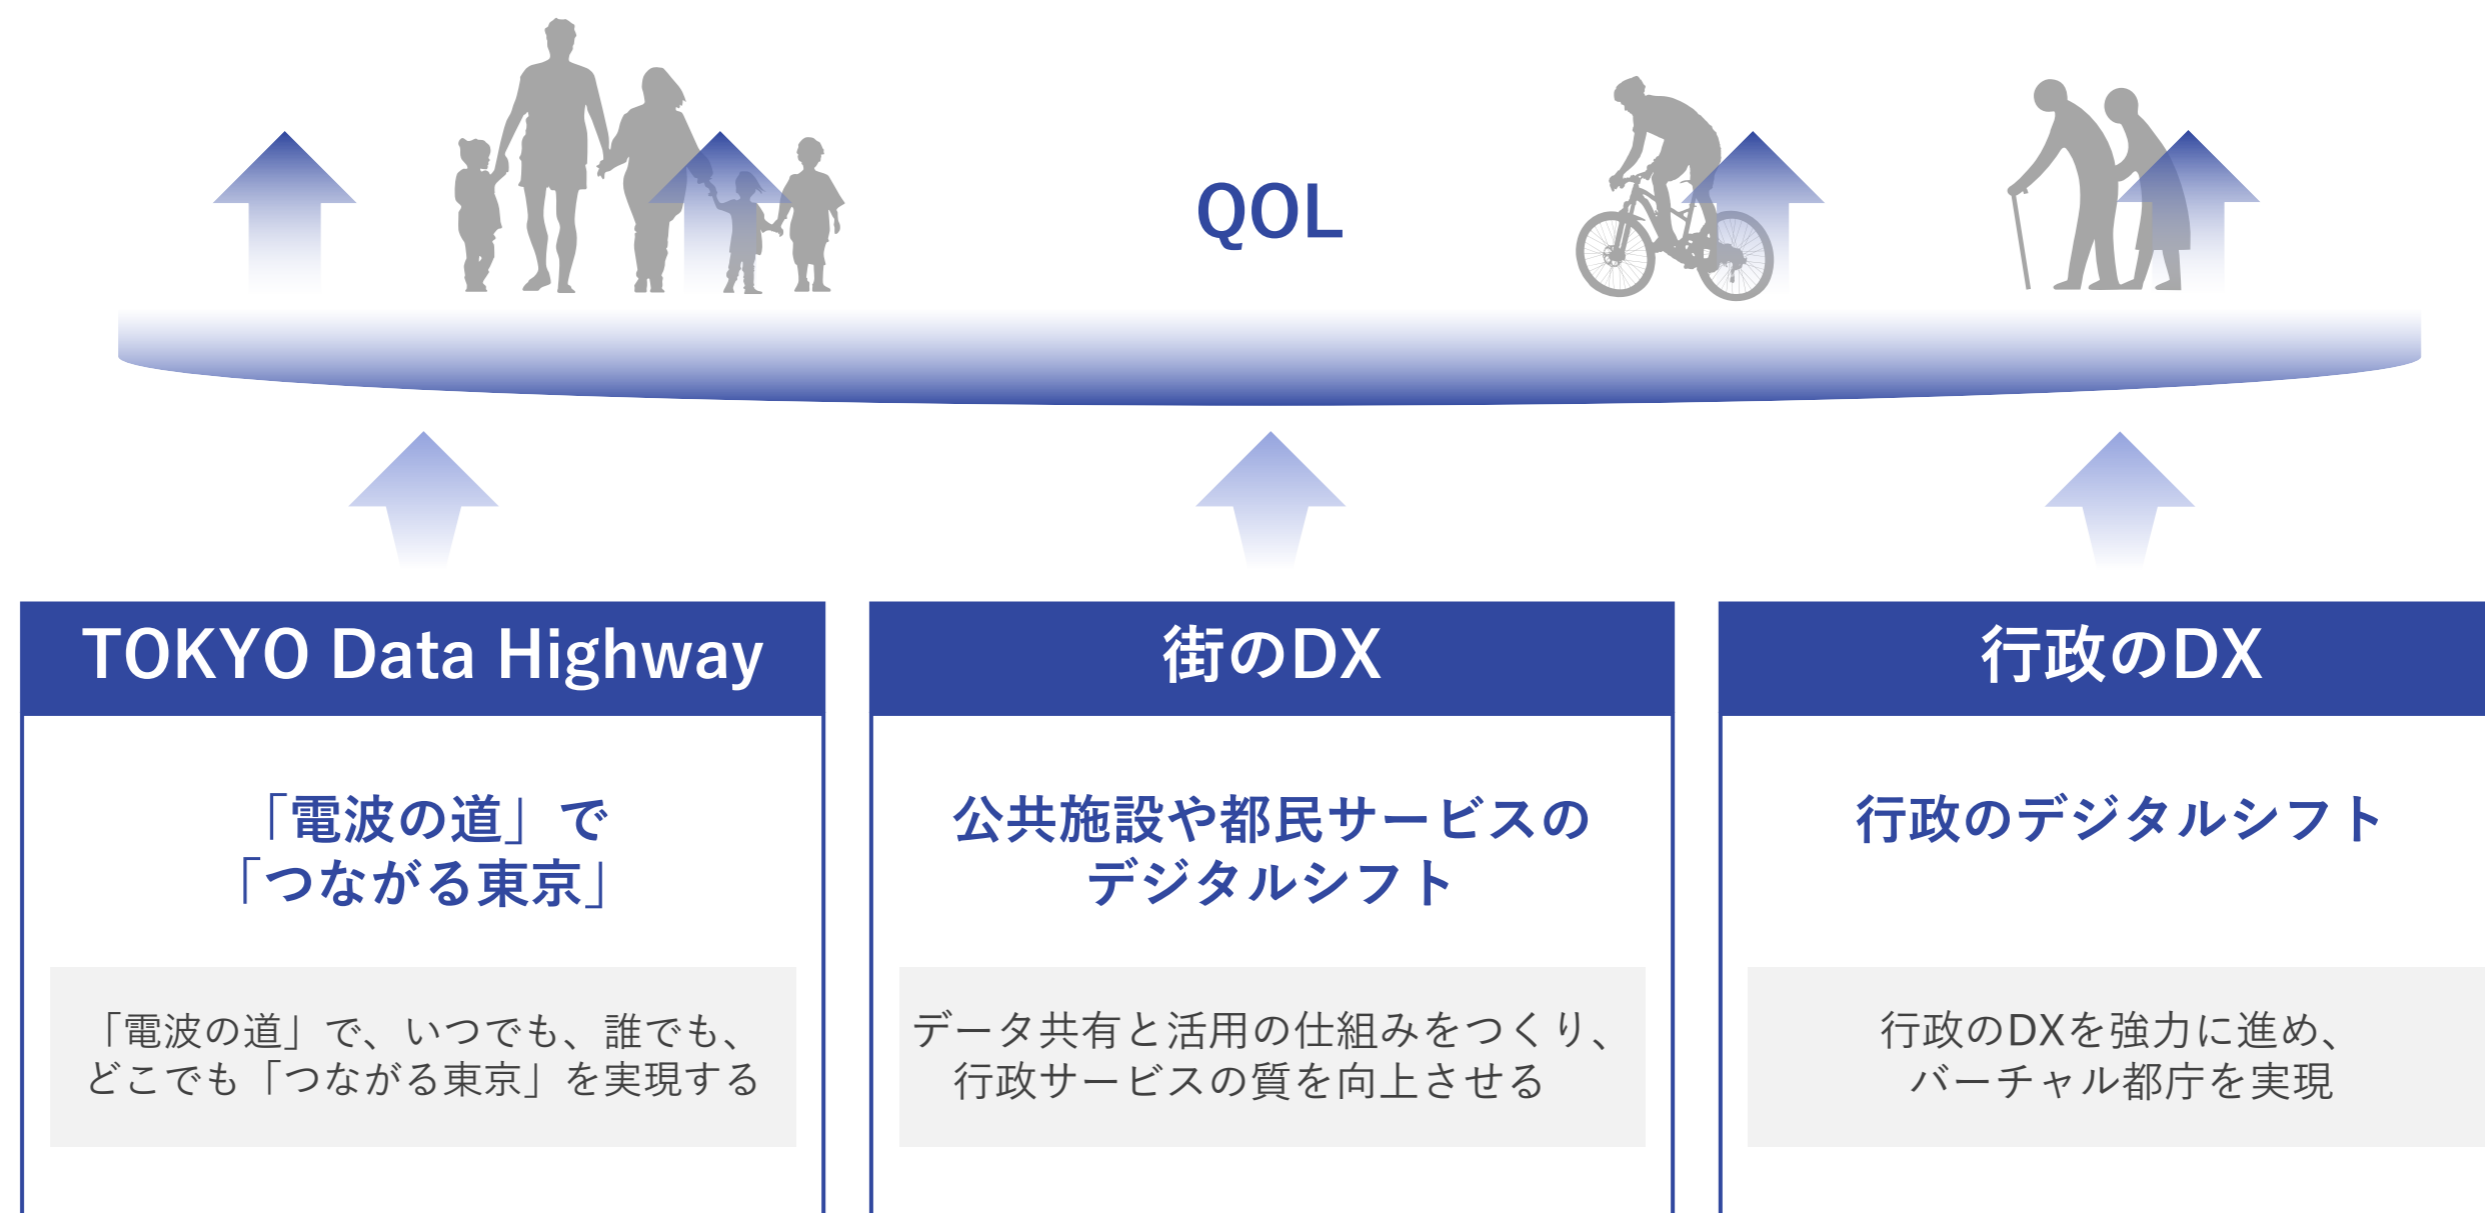 QOL
TOKYO Data Highway
「電波の道」で
「つながる東京」
「電波の道」で、いつでも、誰でも、
どこでも「つながる東京」を実現する
街のDX
公共施設や都民サービスの
デジタルシフト
データ共有と活用の仕組みをつくり、
行政サービスの質を向上させる
行政のDX
行政のデジタルシフト
行政のDXを強力に進め、
バーチャル都庁を実現